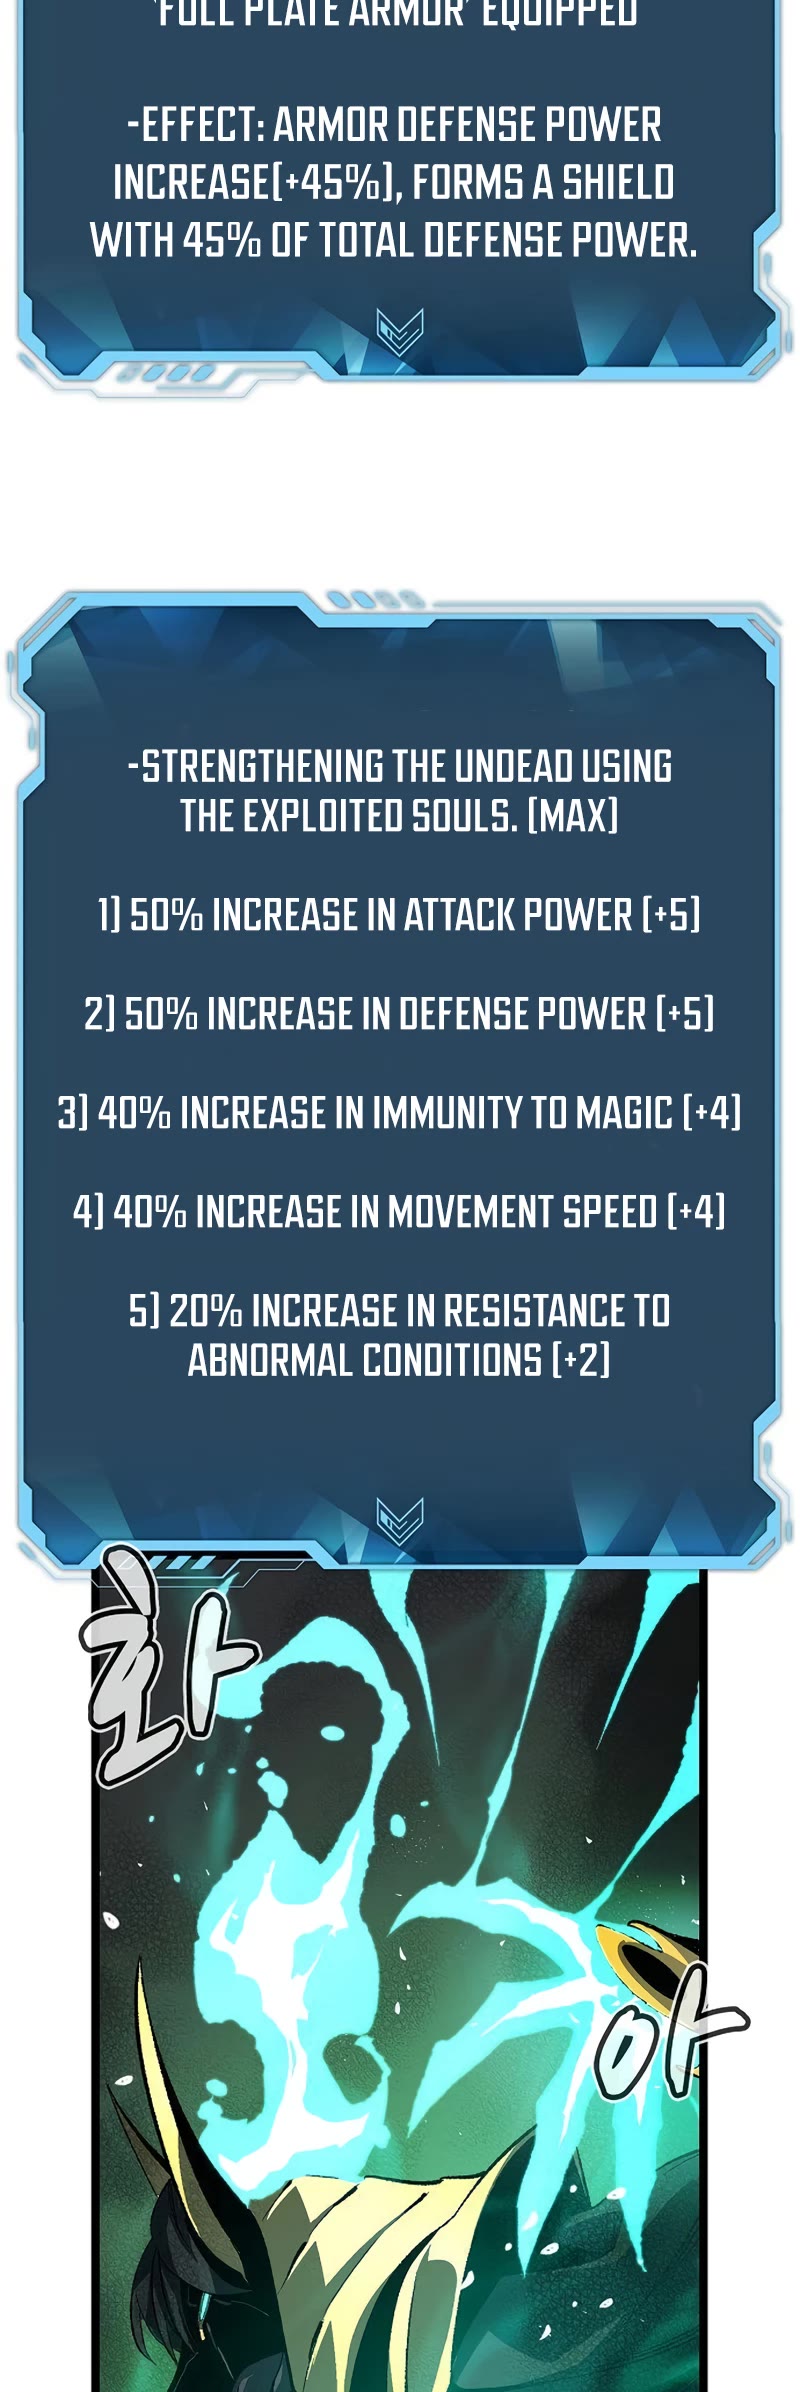 'FULL PLATE ARMOR' EQUIPPED
-EFFECT: ARMOR DEFENSE POWER
INCREASE[+45%], FORMS A SHIELD
WITH 45% OF TOTAL DEFENSE POWER.
-STRENGTHENING THE UNDEAD USING
THE EXPLOITED SOULS. [MAX]
1] 50% INCREASE IN ATTACK POWER [+5]
2] 50% INCREASE IN DEFENSE POWER [+5]
3] 40% INCREASE IN IMMUNITY TO MAGIC [+4]
4] 40% INCREASE IN MOVEMENT SPEED [+4]
5] 20% INCREASE IN RESISTANCE TO
ABNORMAL CONDITIONS [+2]
화
아